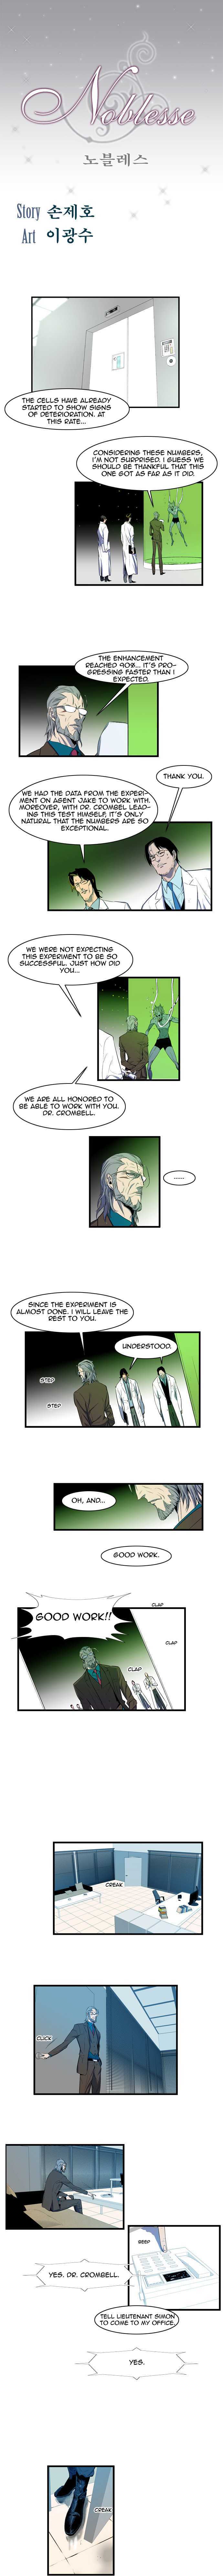 Noblesse
노블레스
Story 손제호
Art 이광수
THE CELLS HAVE ALREADY
STARTED TO SHOW SIGNS
OF DETERIORATION. AT
THIS RATE...
CONSIDERING THESE NUMBERS,
I'M NOT SURPRISED. I GUESS WE
SHOULD BE THANKFUL THAT THIS
ONE GOT AS FAR AS IT DID.
THE ENHANCEMENT
REACHED 90%... IT'S PRO-
GRESSING FASTER THAN I
EXPECTED.
THANK YOU.
WE HAD THE DATA FROM THE EXPERI-
MENT ON AGENT JAKE TO WORK WITH.
MOREOVER, WITH DR. CROMBEL LEAD-
ING THIS TEST HIMSELF, IT'S ONLY
NATURAL THAT THE NUMBERS ARE SO
EXCEPTIONAL.
WE WERE NOT EXPECTING
THIS EXPERIMENT TO BE SO
SUCCESSFUL. JUST HOW DID
YOU...
WE ARE ALL HONORED TO
BE ABLE TO WORK WITH YOU,
DR. CROMBELL.
......
SINCE THE EXPERIMENT IS
ALMOST DONE, I WILL LEAVE THE
REST TO YOU.
UNDERSTOOD.
STEP
STEP
OH, AND...
GOOD WORK.
CLAP
GOOD WORK!!
CLAP
CLAP
CREAK
CLICK
BEEP
YES, DR. CROMBELL.
TELL LIEUTENANT SIMON
TO COME TO MY OFFICE.
YES.
CREAK